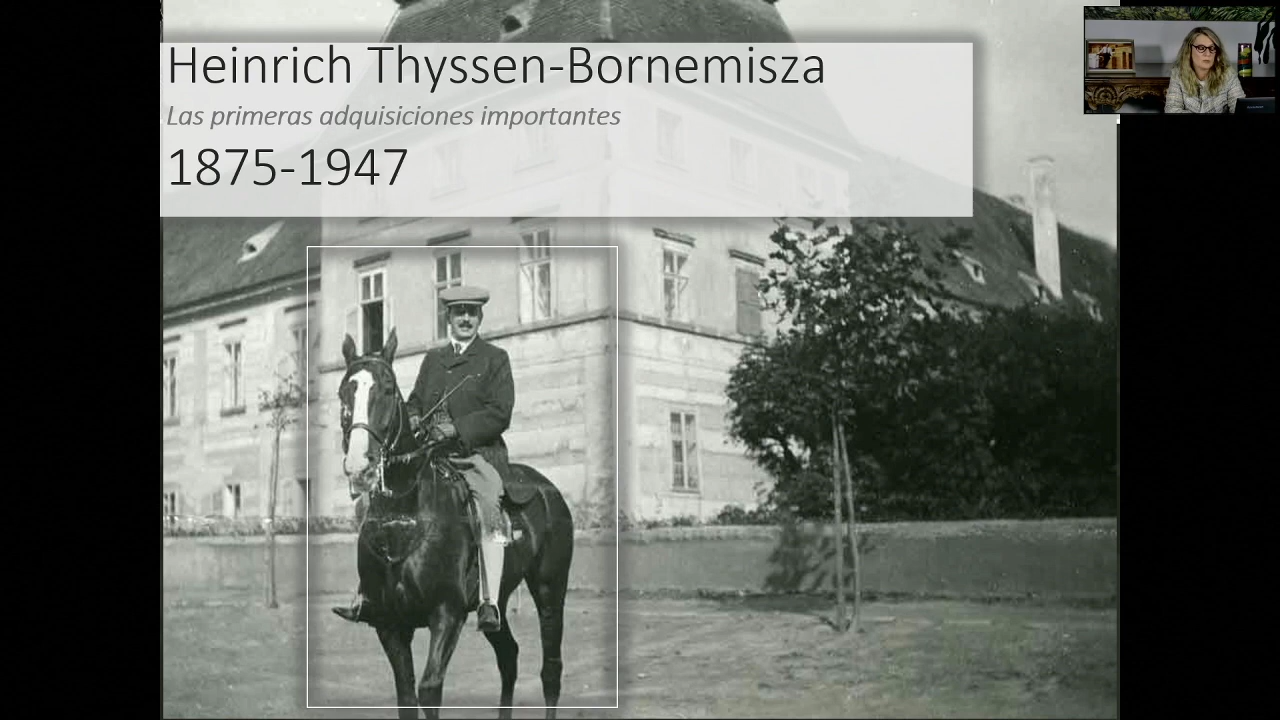 Heinrich Thyssen-Bornemisza
Las primeras adquisiciones importantes
1875-1947